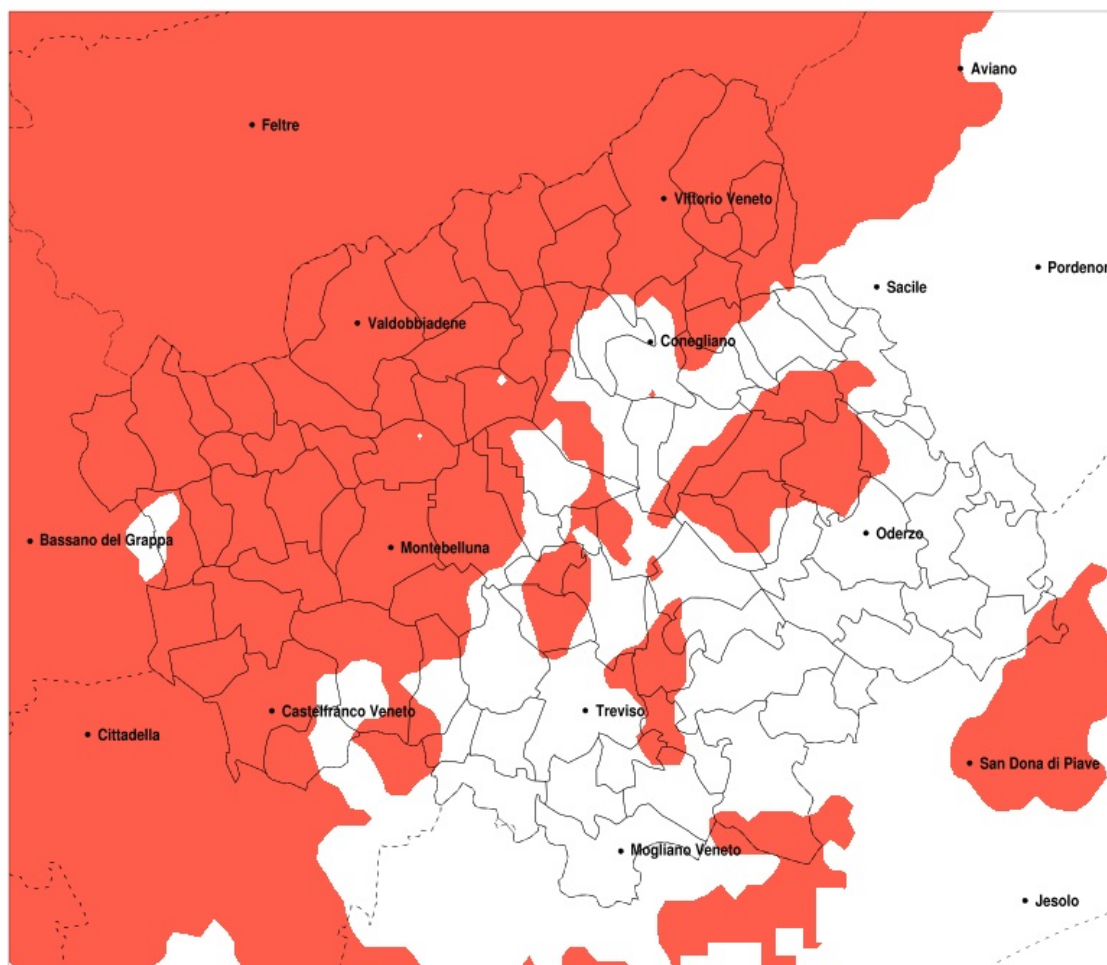 Aviano
Feltre
Vittorio Veneto
Pordenon
Sacile
Valdobbiadene
Conegliano
Oderzo
Bassano del Grappa
Montebelluna
Castelfranco Veneto
Treviso
Cittadella
San Dona di Piave
Mogliano Veneto
Jesolo